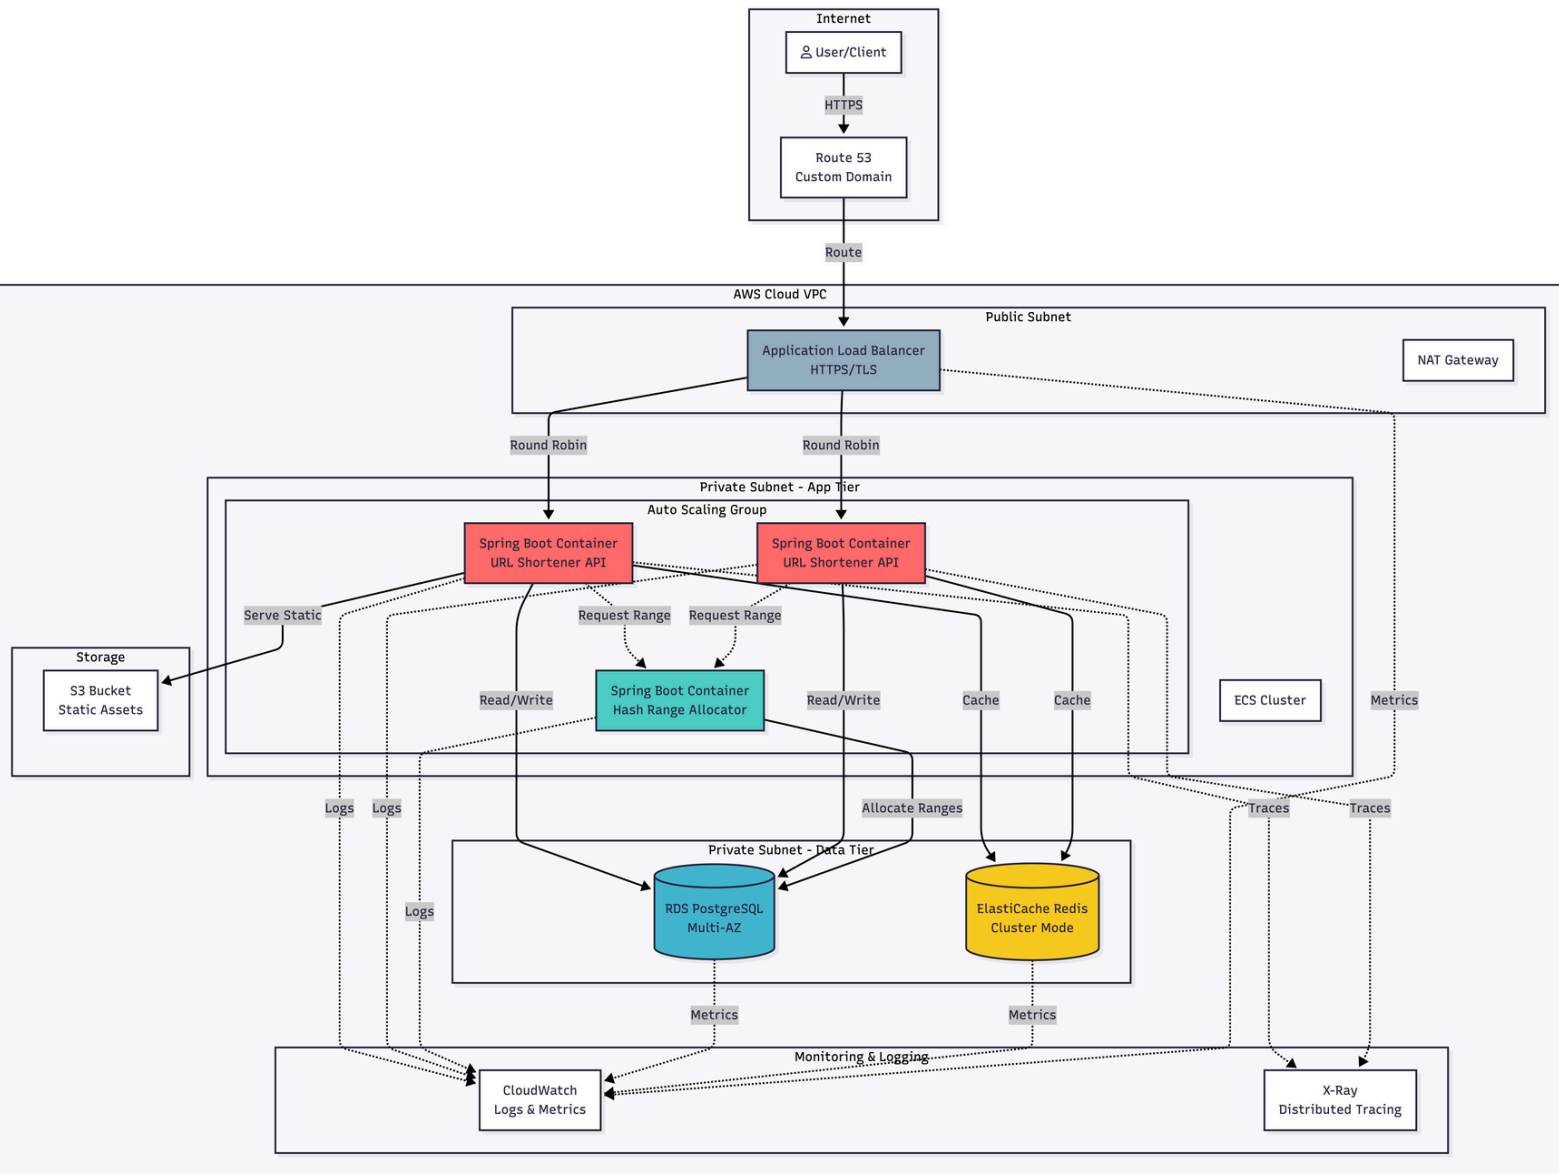 Internet
User/Client
HTTPS
Route 53
Custom Domain
Route
AWS Cloud VPC
Public Subnet
Application Load Balancer
HTTPS/TLS
NAT Gateway
Round Robin
Round Robin
Private Subnet - App Tier
Auto Scaling Group
Spring Boot Container
URL Shortener API
Spring Boot Container
URL Shortener API
Serve Static
Request Range
Request Range
Storage
S3 Bucket
Static Assets
Spring Boot Container
Hash Range Allocator
Read/Write
Read/Write
Cache
Cache
ECS Cluster
Metrics
Logs
Logs
Allocate Ranges
Traces
Traces
Private Subnet - Data Tier
RDS PostgreSQL
Multi-AZ
ElastiCache Redis
Cluster Mode
Logs
Metrics
Metrics
Monitoring & Logging
CloudWatch
Logs & Metrics
X-Ray
Distributed Tracing